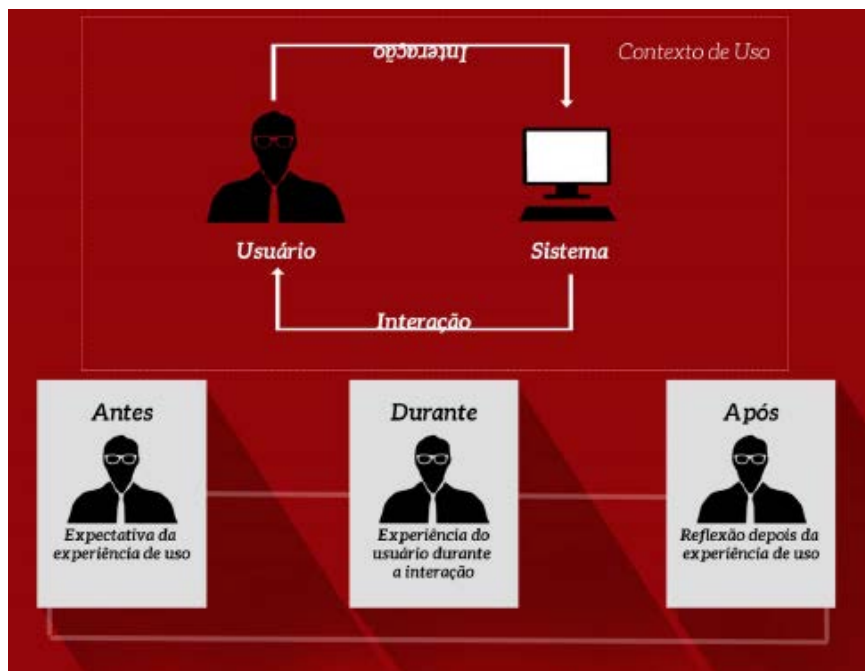 Interação
Contexto de Uso
Usuário
Sistema
Interação
Antes
Expectativa da
experiência de uso
Durante
Experiência do
usuário durante
a interação
Após
Reflexão depois da
experiência de uso